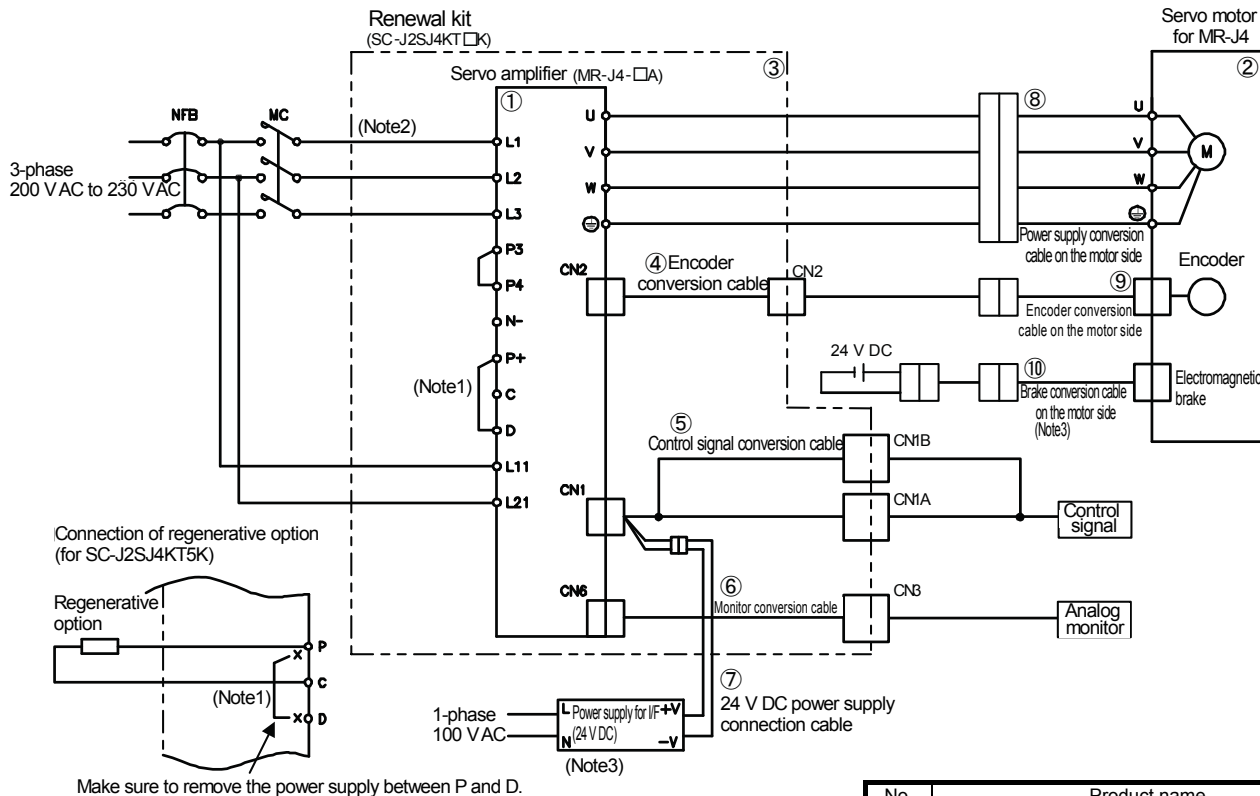 Renewal kit
(SC-J2SJ4KT□K)
Servo motor
for MR-J4
②
③
Servo amplifier (MR-J4-□A)
①
NFB
MC
(Note2)
3-phase
200 VAC to 230 VAC
L1
L2
L3
P3
P4
N-
P+
C
D
L11
L21
(Note1)
U
V
W
CN2
④ Encoder
conversion cable
CN2
⑧
U
V
W
M
Power supply conversion
cable on the motor side
⑨
Encoder
Encoder conversion
cable on the motor side
24 V DC
⑩
Brake conversion cable
on the motor side
(Note3)
Electromagnetic
brake
⑤
Control signal conversion cable
CN1B
CN1
CN1A
Control
signal
⑥
CN6
Monitor conversion cable
CN3
Analog
monitor
Connection of regenerative option
(for SC-J2SJ4KT5K)
Regenerative
option
P
C
D
(Note1)
Make sure to remove the power supply between P and D.
⑦
24 V DC power supply
connection cable
1-phase
100 VAC
L Power supply for I/F +V
N (24 V DC) -V
(Note3)
No. Product name